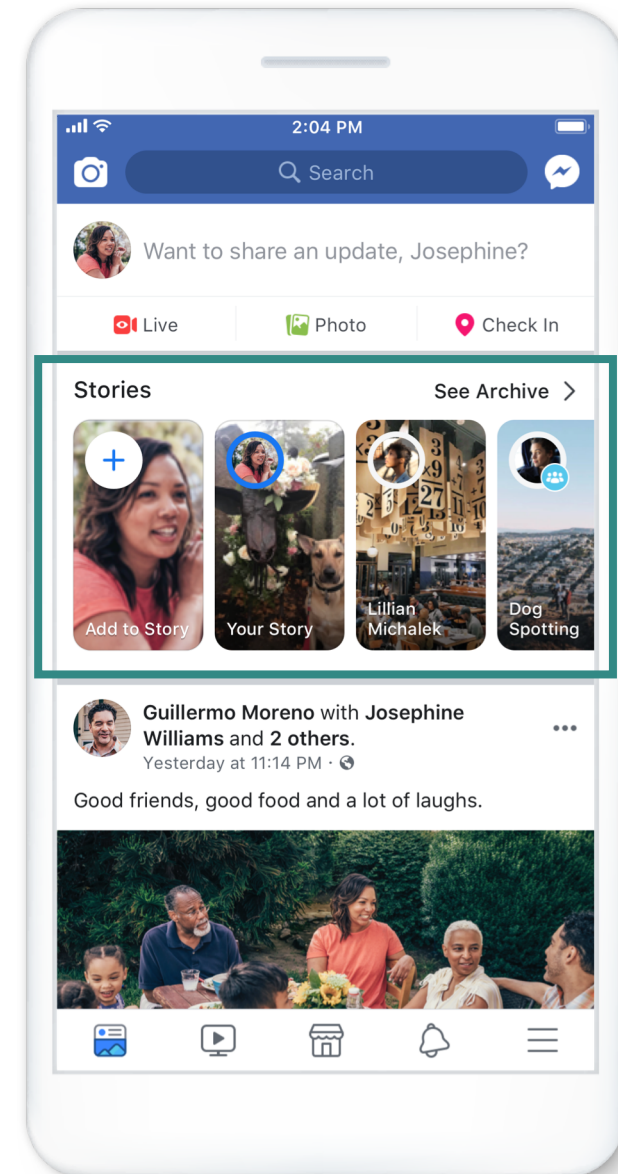 2:04 PM
Search
Want to share an update, Josephine?
Live
Photo
Check In
Stories
See Archive
Add to Story
Your Story
Lillian
Michalek
Dog
Spotting
Guillermo Moreno with Josephine
Williams and 2 others.
Yesterday at 11:14 PM ·
Good friends, good food and a lot of laughs.